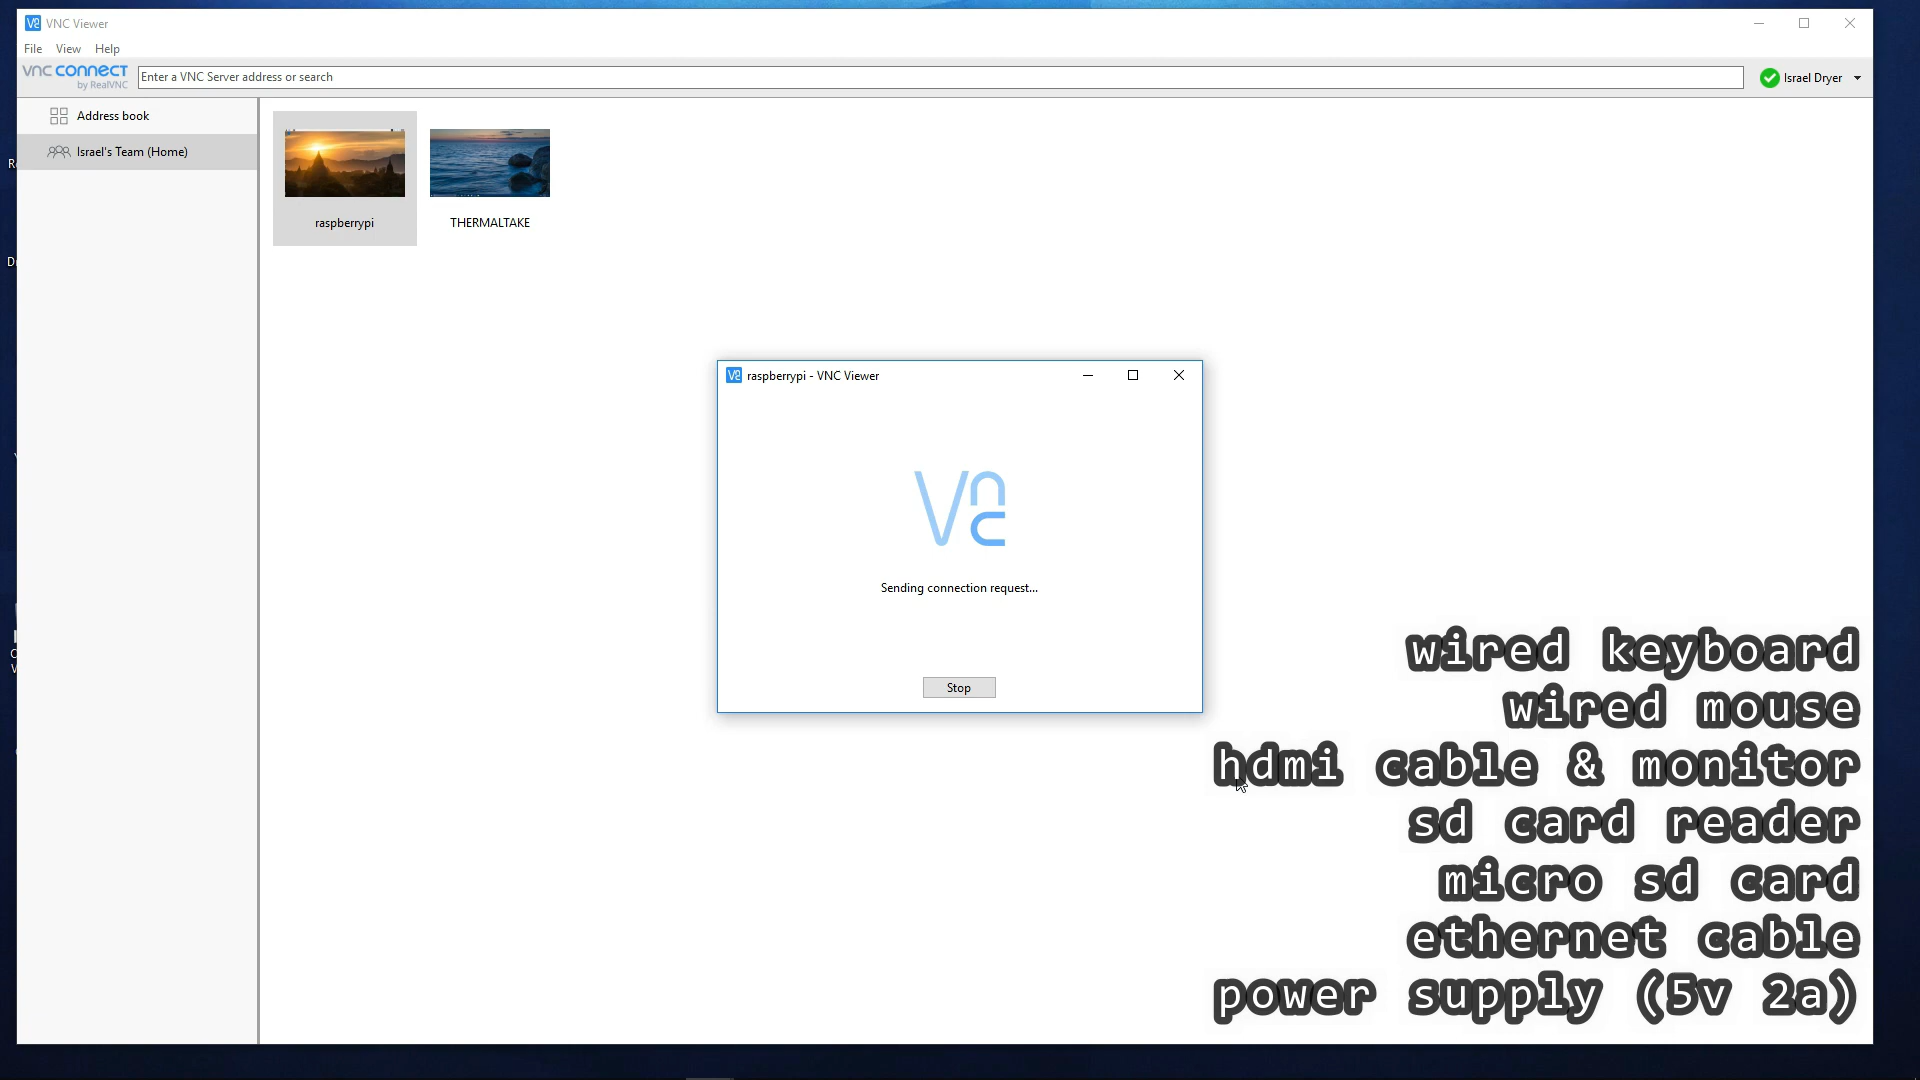 VNC Viewer
File View Help
vnc connect
by RealVNC
Enter a VNC Server address or search
Israel Dryer
Address book
Israel's Team (Home)
raspberrypi
THERMALTAKE
raspberrypi - VNC Viewer
Sending connection request...
Stop
wired keyboard
wired mouse
hdmi cable & monitor
sd card reader
micro sd card
ethernet cable
power supply (5v 2a)